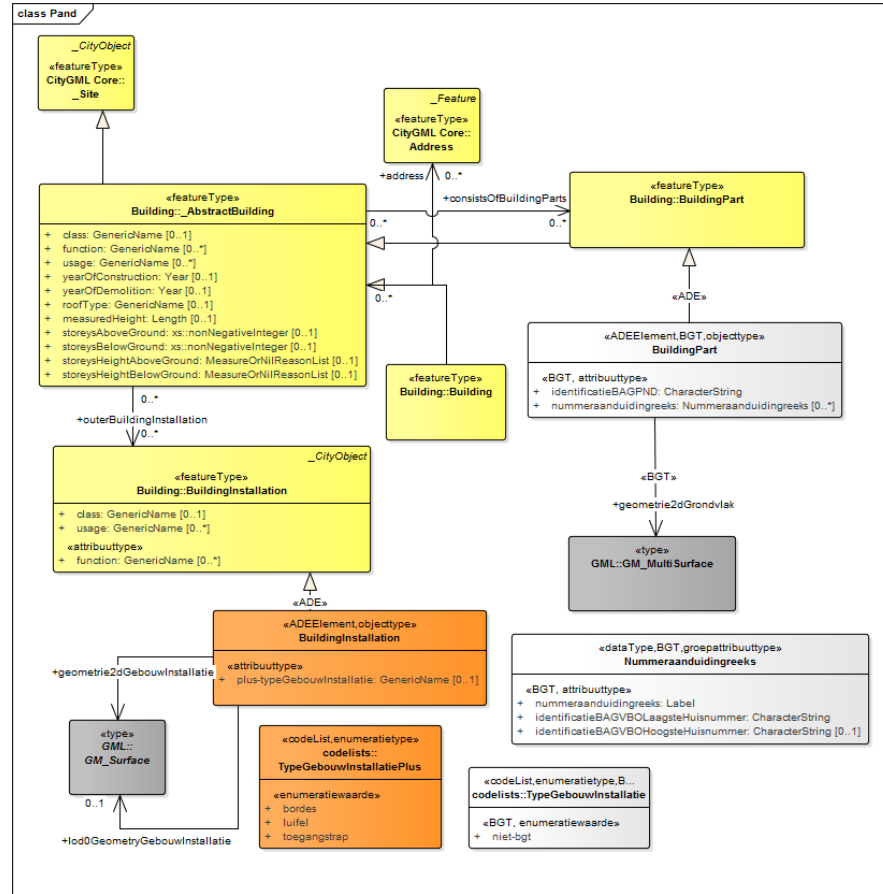 class Pand
_CityObject
«featureType»
CityGML Core::
_Site
_Feature
«featureType»
CityGML Core::
Address
+address
0..*
«featureType»
Building::_AbstractBuilding
+ class: GenericName [0..1]
+ function: GenericName [0..*]
+ usage: GenericName [0..*]
+ yearOfConstruction: Year [0..1]
+ yearOfDemolition: Year [0..1]
+ roofType: GenericName [0..1]
+ measuredHeight: Length [0..1]
+ storeysAboveGround: xs::nonNegativeInteger [0..1]
+ storeysBelowGround: xs::nonNegativeInteger [0..1]
+ storeysHeightAboveGround: MeasureOrNilReasonList [0..1]
+ storeysHeightBelowGround: MeasureOrNilReasonList [0..1]
+consistsOfBuildingParts
0..*
0..*
0..*
«featureType»
Building::BuildingPart
«ADE»
«featureType»
Building::Building
«ADEElement,BGT,objecttype»
BuildingPart
«BGT, attribuuttype»
+ identificatieBAGPND: CharacterString
+ nummeraanduidingreeks: Nummeraanduidingreeks [0..*]
0..*
+outerBuildingInstallation
0..*
_CityObject
«featureType»
Building::BuildingInstallation
+ class: GenericName [0..1]
+ usage: GenericName [0..*]
«attribuuttype»
+ function: GenericName [0..*]
«BGT»
+geometrie2dGrondvlak
«type»
GML::GM_MultiSurface
«ADE»
«ADEElement,objecttype»
BuildingInstallation
«attribuuttype»
+ plus-typeGebouwInstallatie: GenericName [0..1]
+geometrie2dGebouwInstallatie
«type»
GML::
GM_Surface
0..1
+lod0GeometryGebouwInstallatie
«dataType,BGT,groepattribuuttype»
Nummeraanduidingreeks
«BGT, attribuuttype»
+ nummeraanduidingreeks: Label
+ identificatieBAGVBOLaagsteHuisnummer: CharacterString
+ identificatieBAGVBOHoogsteHuisnummer: CharacterString [0..1]
«codeList,enumeratietype»
codelists::
TypeGebouwInstallatiePlus
«enumeratiewaarde»
+ bordes
+ luifel
+ toegangstrap
«codeList,enumeratietype,B...
codelists::TypeGebouwInstallatie
«BGT, enumeratiewaarde»
+ niet-bgt